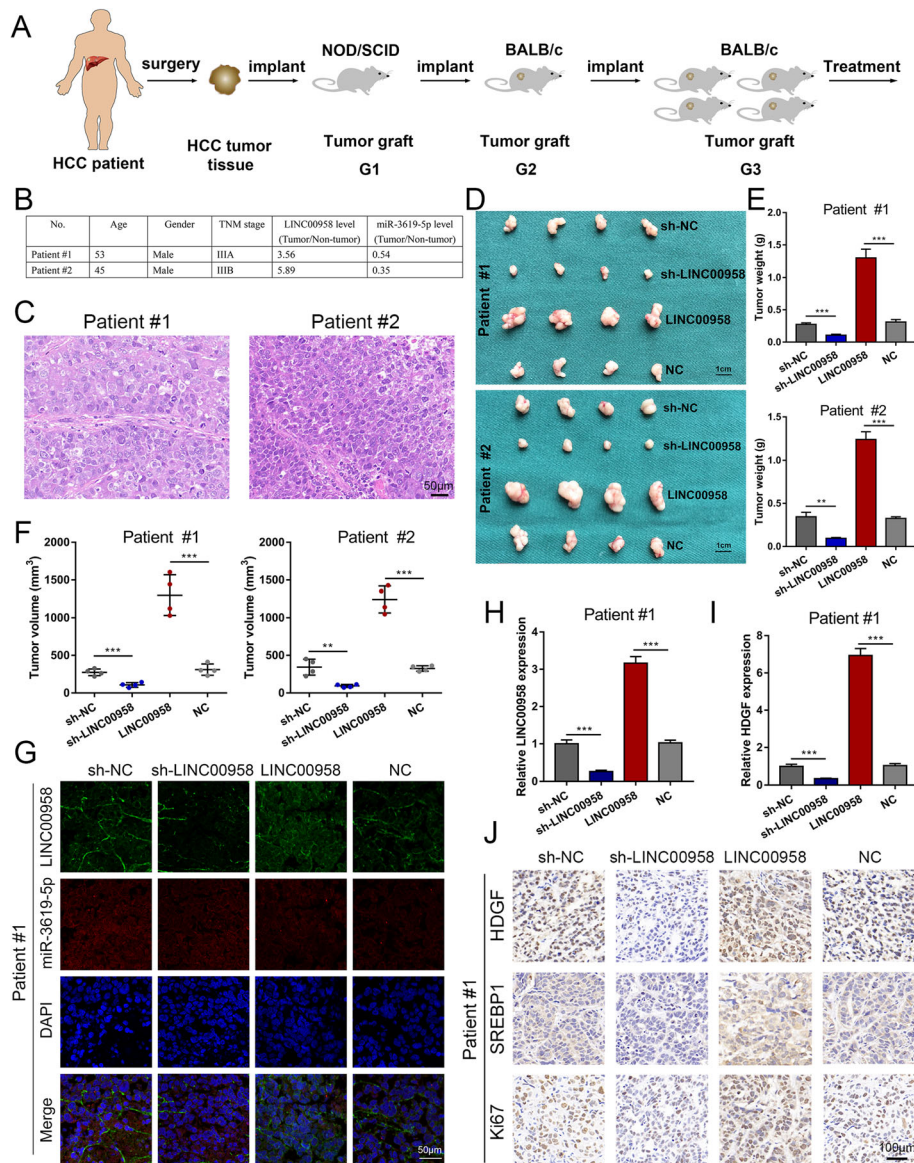 A
surgery
implant
NOD/SCID
implant
BALB/c
implant
BALB/c
Treatment
HCC patient
HCC tumor
tissue
Tumor graft
G1
Tumor graft
G2
Tumor graft
G3
B
No. Age Gender TNM stage LINC00958 level miR-3619-5p level
(Tumor/Non-tumor) (Tumor/Non-tumor)
Patient #1 53 Male IIIA 3.56 0.54
Patient #2 45 Male IIIB 5.89 0.35
C
Patient #1
Patient #2
50μm
D
Patient #1
sh-NC
sh-LINC00958
LINC00958
NC
1cm
Patient #2
sh-NC
sh-LINC00958
LINC00958
NC
1cm
E
Patient #1
Tumor weight (g)
2.0
1.5
1.0
0.5
0.0
***
***
sh-NC
sh-LINC00958
LINC00958
NC
Patient #2
Tumor weight (g)
1.5
1.0
0.5
0.0
**
***
sh-NC
sh-LINC00958
LINC00958
NC
F
Patient #1
Tumor volume (mm³)
2000
1500
1000
500
0
***
***
sh-NC
sh-LINC00958
LINC00958
NC
Patient #2
Tumor volume (mm³)
2000
1500
1000
500
0
**
***
sh-NC
sh-LINC00958
LINC00958
NC
G
sh-NC sh-LINC00958 LINC00958 NC
Patient #1
LINC00958
miR-3619-5p
DAPI
Merge
50μm
H
Patient #1
Relative LINC00958 expression
4
3
2
1
0
***
***
sh-NC
sh-LINC00958
LINC00958
NC
I
Patient #1
Relative HDGF expression
8
6
4
2
0
***
***
sh-NC
sh-LINC00958
LINC00958
NC
J
sh-NC sh-LINC00958 LINC00958 NC
Patient #1
HDGF
SREBP1
Ki67
100μm